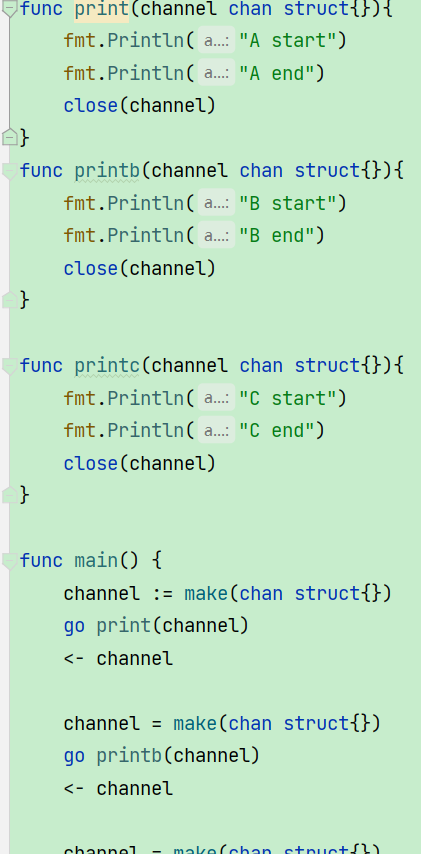 func print(channel chan struct{}){
    fmt.Println( a...: "A start")
    fmt.Println( a...: "A end")
    close(channel)
}
func printb(channel chan struct{}){
    fmt.Println( a...: "B start")
    fmt.Println( a...: "B end")
    close(channel)
}

func printc(channel chan struct{}){
    fmt.Println( a...: "C start")
    fmt.Println( a...: "C end")
    close(channel)
}

func main() {
    channel := make(chan struct{})
    go print(channel)
    <- channel

    channel = make(chan struct{})
    go printb(channel)
    <- channel

    channel = make(chan struct{})